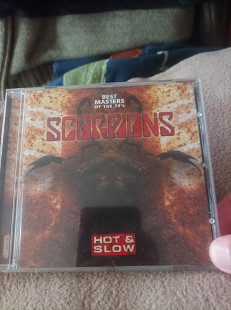 BEST
MASTERS
OF THE 70's
SCORPIONS
HOT &
SLOW